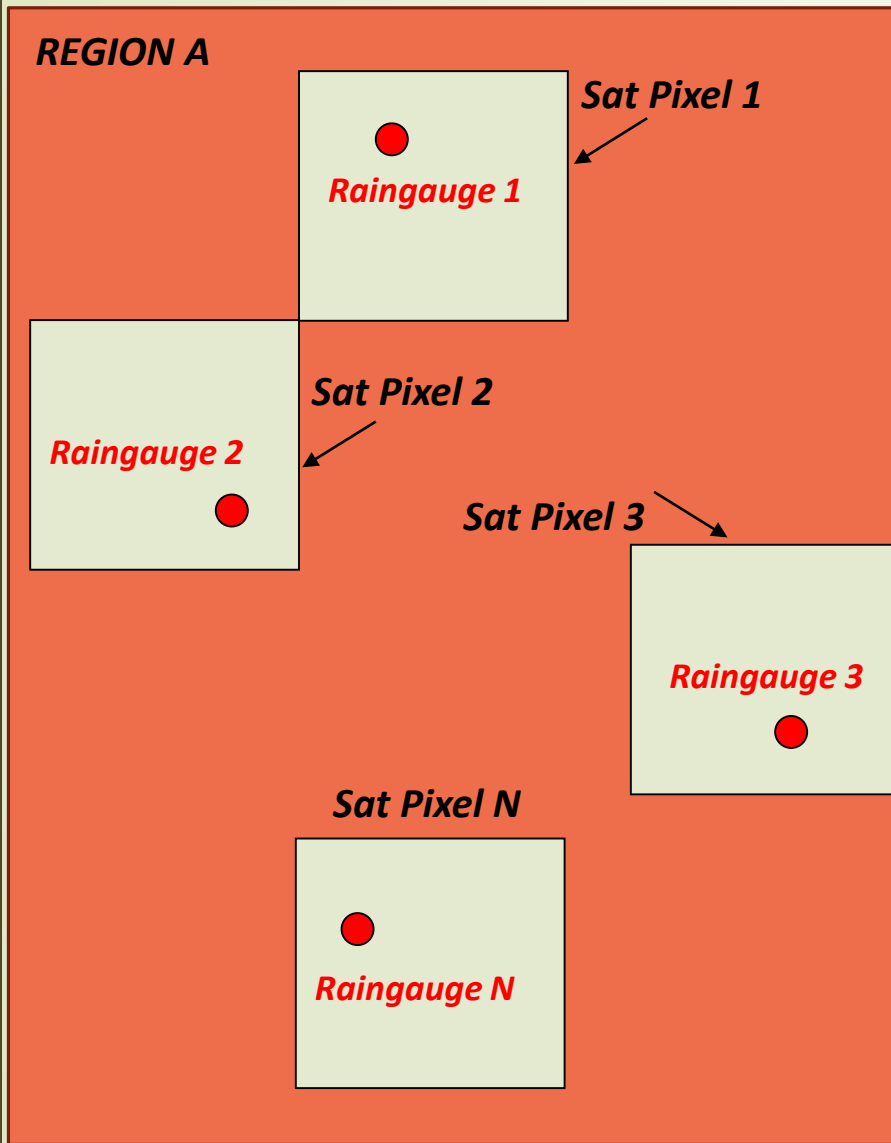 REGION A
Sat Pixel 1
Raingauge 1
Sat Pixel 2
Raingauge 2
Sat Pixel 3
Raingauge 3
Sat Pixel N
Raingauge N